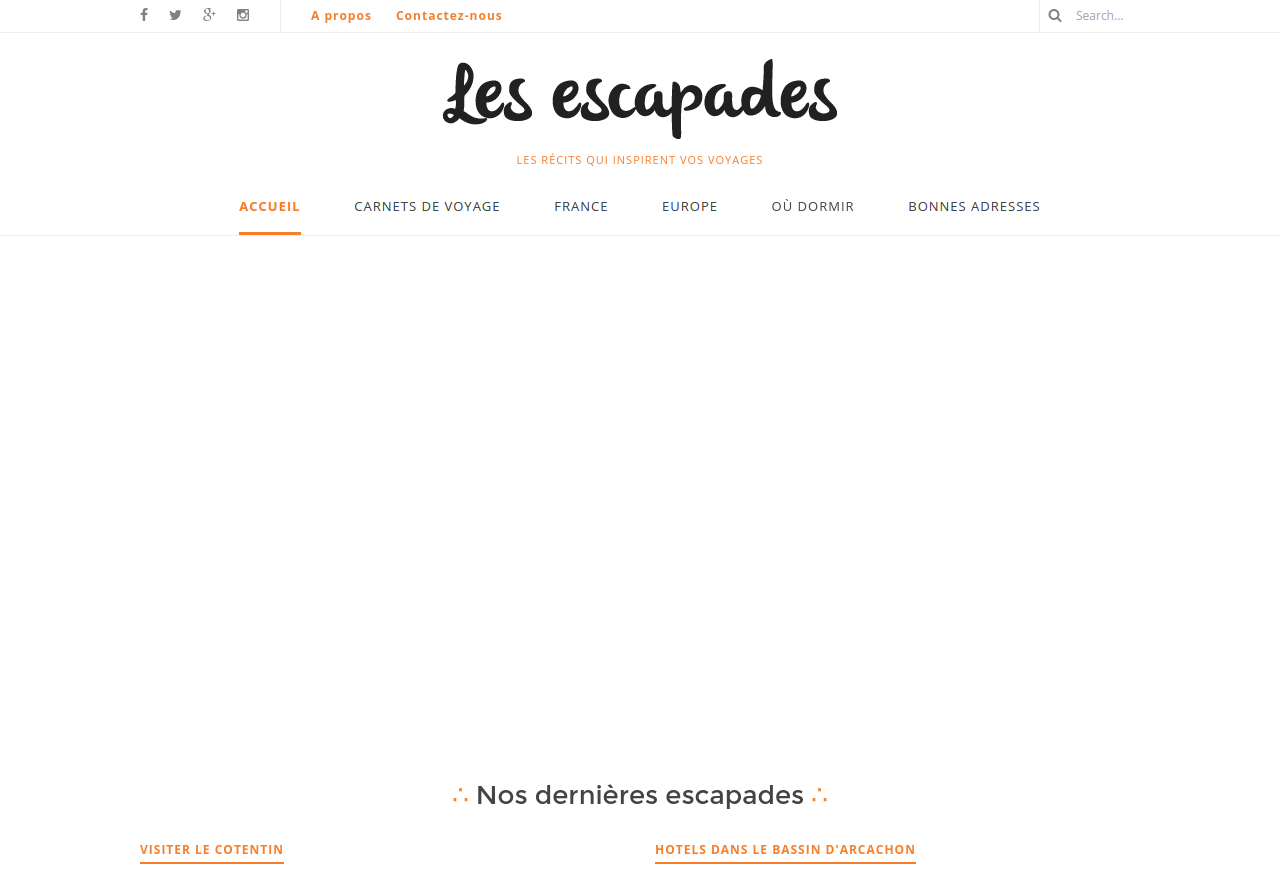 A propos Contactez-nous Search...
Les escapades
LES RÉCITS QUI INSPIRENT VOS VOYAGES
ACCUEIL CARNETS DE VOYAGE FRANCE EUROPE OÙ DORMIR BONNES ADRESSES
∴ Nos dernières escapades ∴
VISITER LE COTENTIN HOTELS DANS LE BASSIN D'ARCACHON